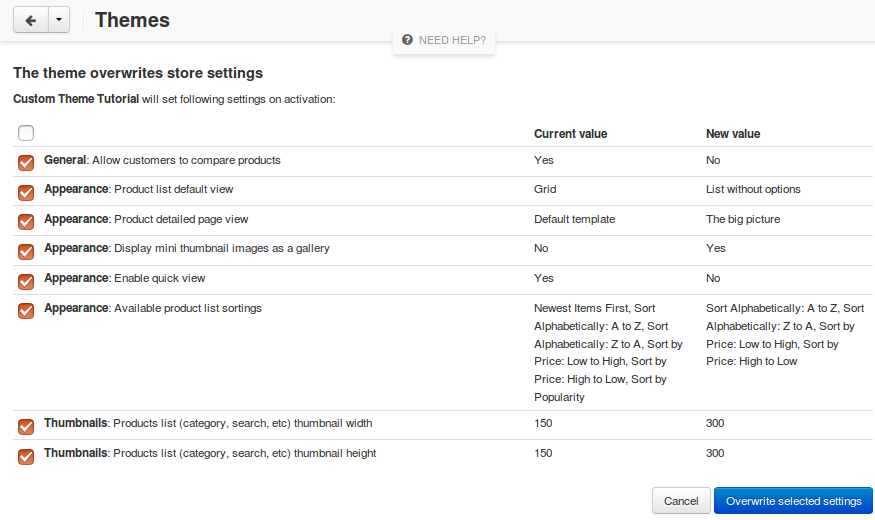 Themes
NEED HELP?
The theme overwrites store settings
Custom Theme Tutorial will set following settings on activation:
Current value New value
General: Allow customers to compare products Yes No
Appearance: Product list default view Grid List without options
Appearance: Product detailed page view Default template The big picture
Appearance: Display mini thumbnail images as a gallery No Yes
Appearance: Enable quick view Yes No
Appearance: Available product list sortings Newest Items First, Sort Sort Alphabetically: A to Z, Sort
Alphabetically: A to Z, Sort Alphabetically: Z to A, Sort by
Alphabetically: Z to A, Sort by Price: Low to High, Sort by
Price: Low to High, Sort by Price: High to Low
Price: High to Low, Sort by
Popularity
Thumbnails: Products list (category, search, etc) thumbnail width 150 300
Thumbnails: Products list (category, search, etc) thumbnail height 150 300
Cancel Overwrite selected settings